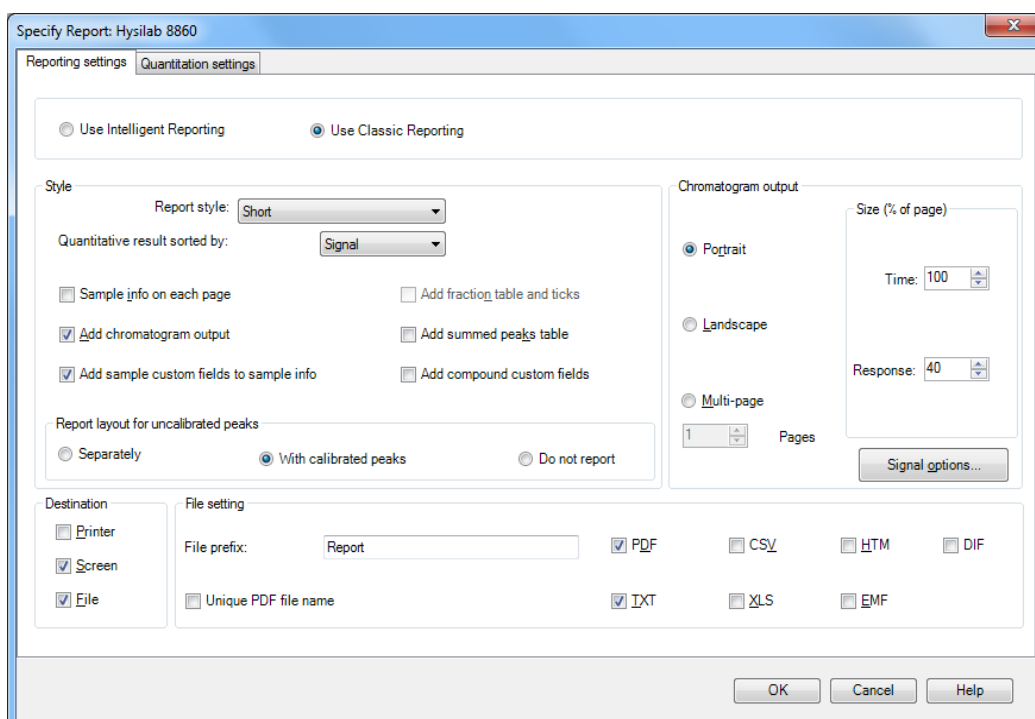 Specify Report: Hysilab 8860
Reporting settings Quantitation settings
Use Intelligent Reporting Use Classic Reporting
Style
Report style: Short
Quantitative result sorted by: Signal
Sample info on each page Add fraction table and ticks
Add chromatogram output Add summed peaks table
Add sample custom fields to sample info Add compound custom fields
Report layout for uncalibrated peaks
Separately With calibrated peaks Do not report
Chromatogram output
Size (% of page)
Portrait
Time: 100
Landscape
Response: 40
Multi-page
1 Pages
Signal options...
Destination
Printer
Screen
File
File setting
File prefix: Report PDF CSV HTM DIF
Unique PDF file name TXT XLS EMF
OK Cancel Help